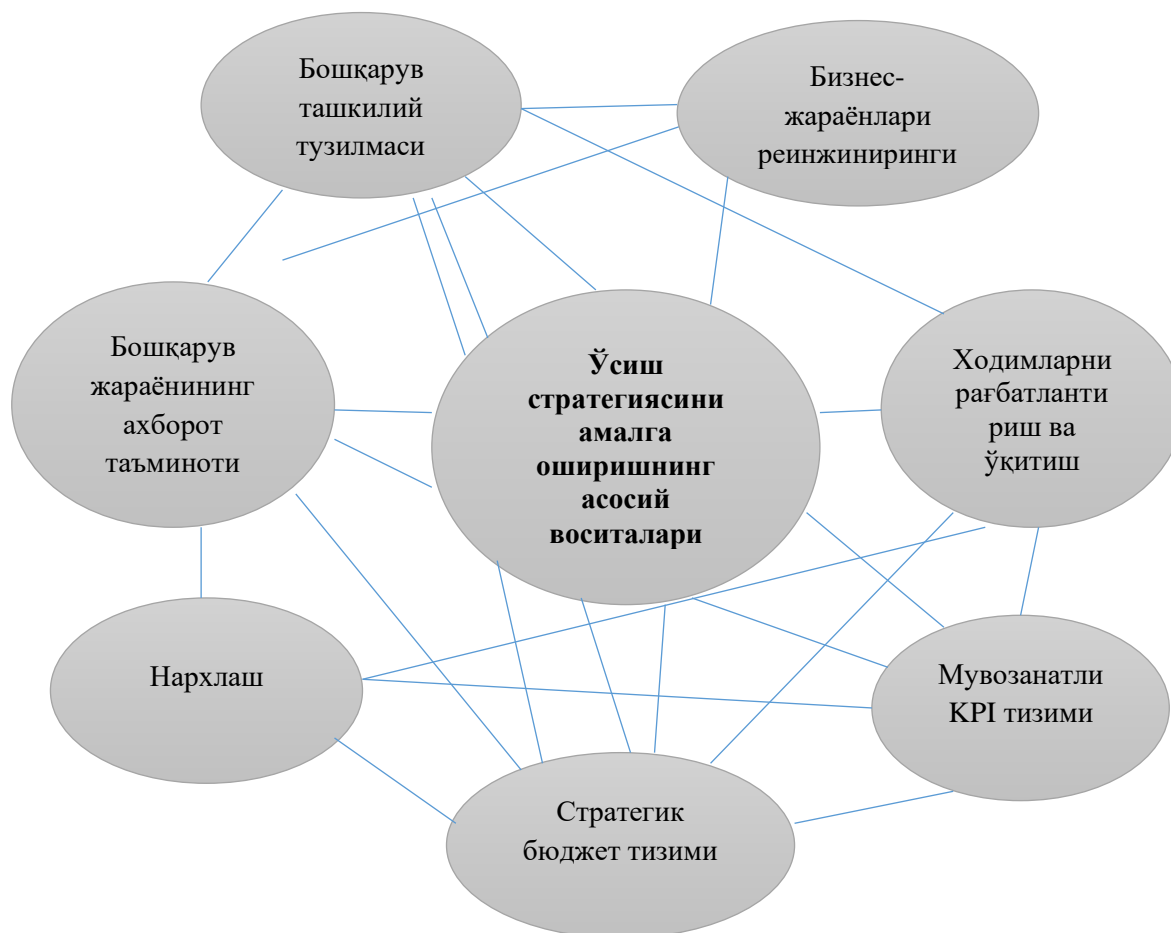 Бошқарув
ташкилий
тузилмаси
Бизнес-
жараёнлари
реинжиниринги
Бошқарув
жараёнининг
ахборот
таъминоти
Ўсиш
стратегиясини
амалга
оширишнинг
асосий
воситалари
Ходимларни
рағбатланти
риш ва
ўқитиш
Нархлаш
Мувозанатли
KPI тизими
Стратегик
бюджет тизими